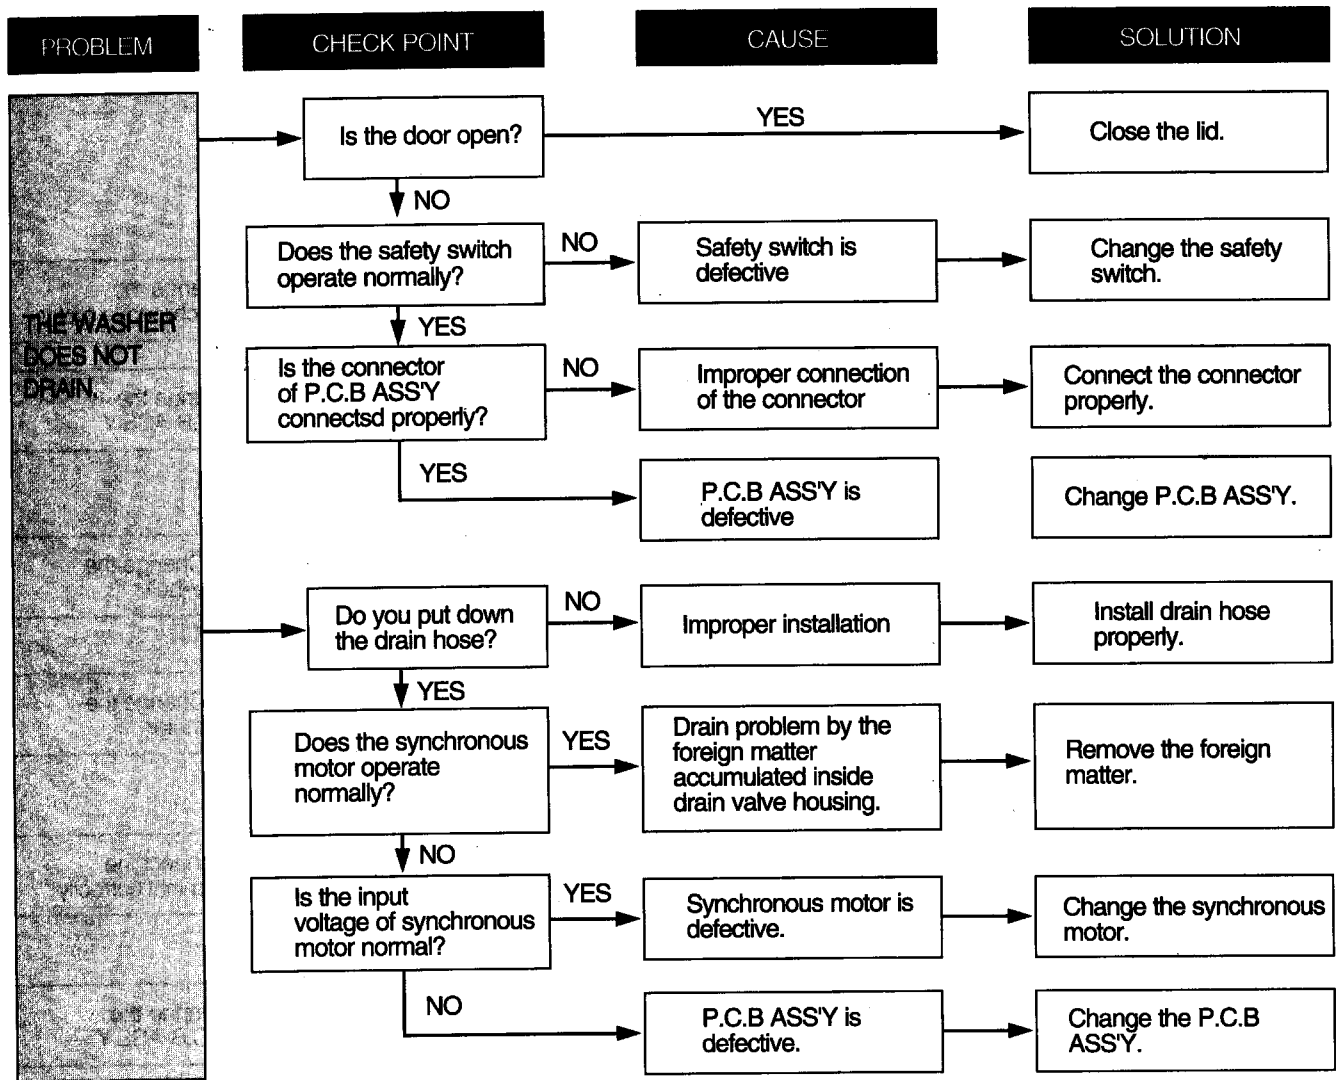 PROBLEM
CHECK POINT
CAUSE
SOLUTION
THE WASHER
DOES NOT
DRAIN.
Is the door open?
YES
Close the lid.
NO
Does the safety switch
operate normally?
NO
Safety switch is
defective
Change the safety
switch.
YES
Is the connector
of P.C.B ASS'Y
connectsd properly?
NO
Improper connection
of the connector
Connect the connector
properly.
YES
P.C.B ASS'Y is
defective
Change P.C.B ASS'Y.
Do you put down
the drain hose?
NO
Improper installation
Install drain hose
properly.
YES
Does the synchronous
motor operate
normally?
YES
Drain problem by the
foreign matter
accumulated inside
drain valve housing.
Remove the foreign
matter.
NO
Is the input
voltage of synchronous
motor normal?
YES
Synchronous motor is
defective.
Change the synchronous
motor.
NO
P.C.B ASS'Y is
defective.
Change the P.C.B
ASS'Y.